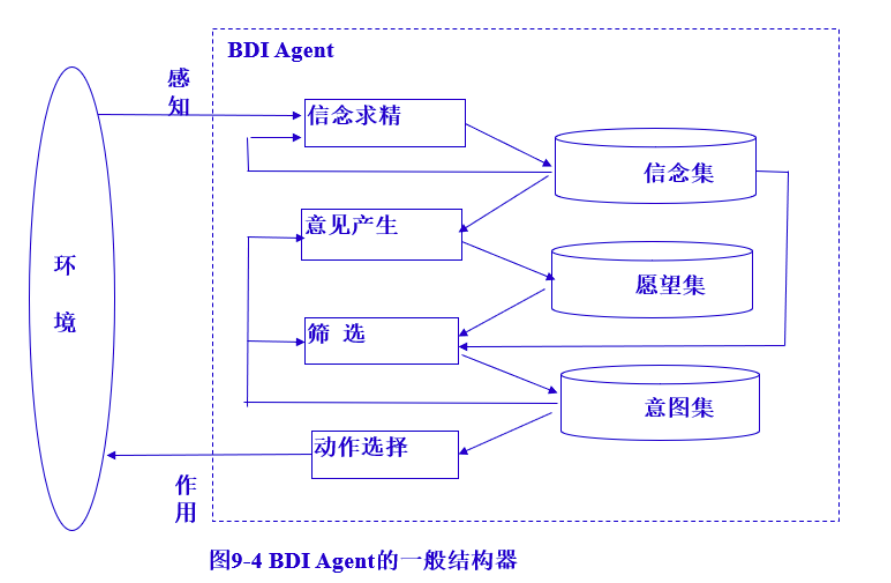 BDI Agent
感
知
信念求精
信念集
意见产生
环
愿望集
境
筛 选
意图集
动作选择
作
用
图9-4 BDI Agent的一般结构器